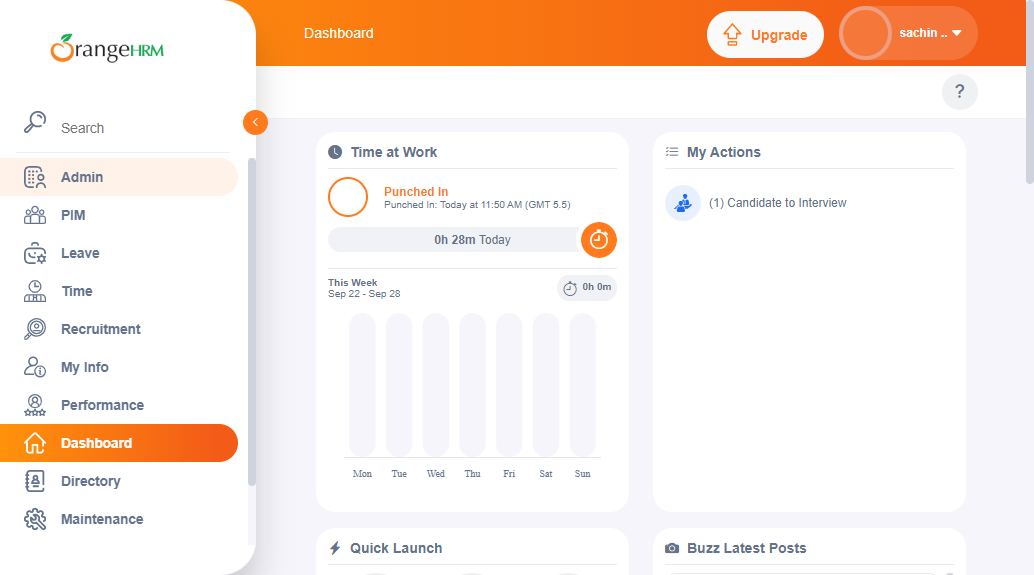 OrangeHRM
Search
Admin
PIM
Leave
Time
Recruitment
My Info
Performance
Dashboard
Directory
Maintenance
Dashboard
Upgrade
sachin ..
?
Time at Work
Punched In
Punched In: Today at 11:50 AM (GMT 5.5)
0h 28m Today
This Week
Sep 22 - Sep 28
0h 0m
Mon Tue Wed Thu Fri Sat Sun
My Actions
(1) Candidate to Interview
Quick Launch
Buzz Latest Posts